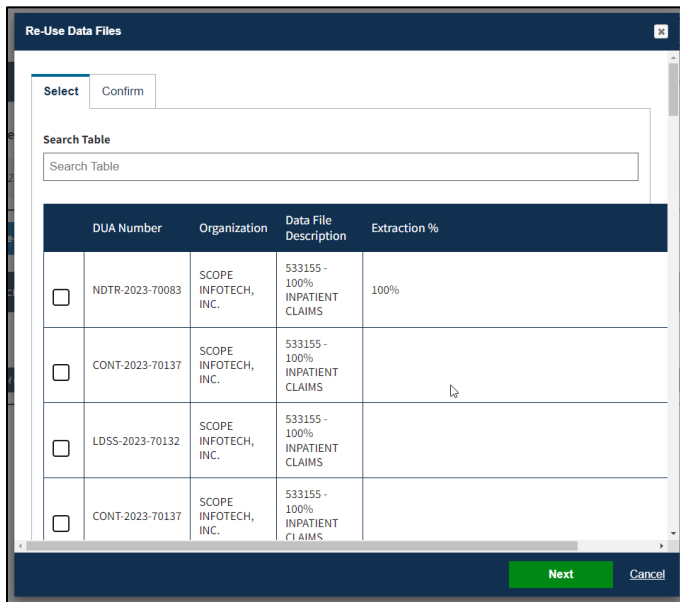 Re-Use Data Files
Select
Confirm
Search Table
Search Table
DUA Number
Organization
Data File
Description
Extraction %
NDTR-2023-70083
SCOPE
INFOTECH,
INC.
533155 -
100%
INPATIENT
CLAIMS
100%
CONT-2023-70137
SCOPE
INFOTECH,
INC.
533155 -
100%
INPATIENT
CLAIMS
LDSS-2023-70132
SCOPE
INFOTECH,
INC.
533155 -
100%
INPATIENT
CLAIMS
CONT-2023-70137
SCOPE
INFOTECH,
INC.
533155 -
100%
INPATIENT
CLAIMS
Next
Cancel